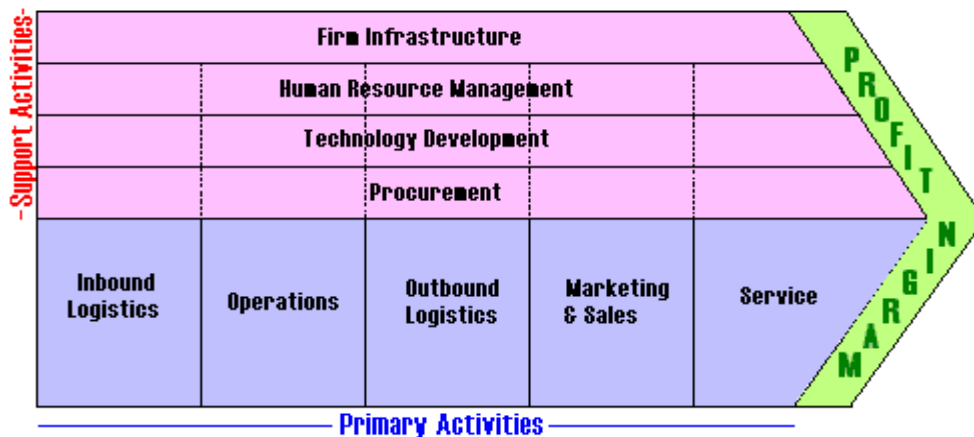 -Support Activities-
Firm Infrastructure
Human Resource Management
Technology Development
Procurement
Inbound
Logistics
Operations
Outbound
Logistics
Marketing
& Sales
Service
PROFIT
MARGIN
Primary Activities